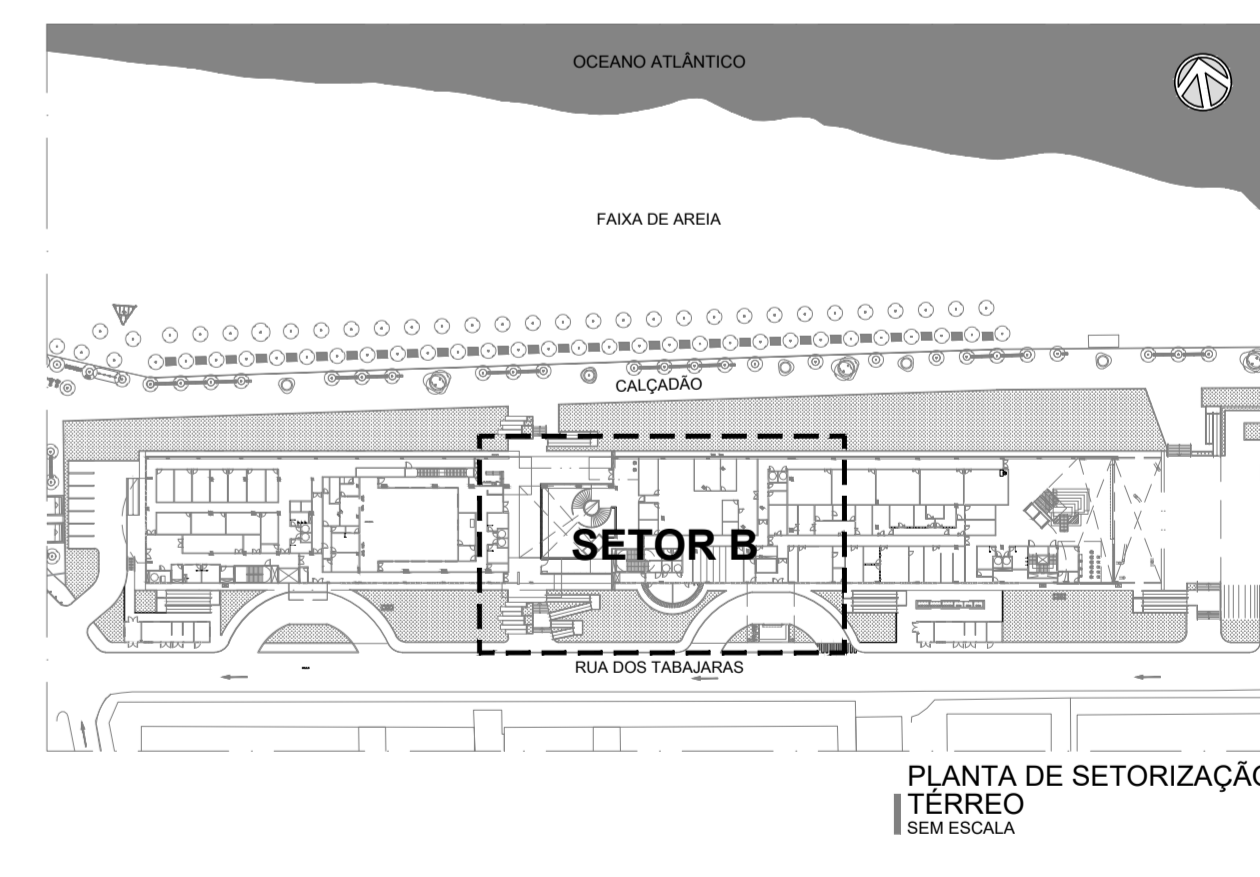 OCEANO ATLÂNTICO
FAIXA DE AREIA
CALÇADÃO
SETOR B
RUA DOS TABAJARAS
PLANTA DE SETORIZAÇÃO
TÉRREO
SEM ESCALA